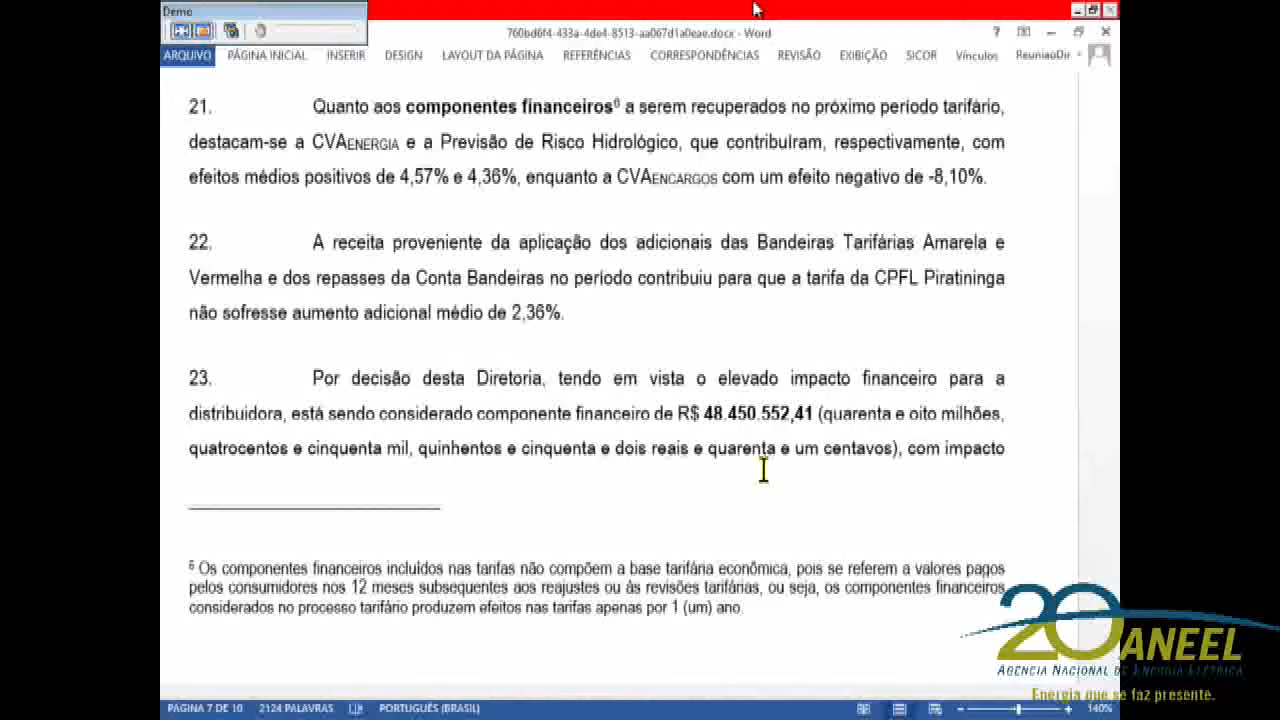 Demo
760bd6f4-433a-4de4-8513-aa067d1a0eae.docx - Word
ARQUIVO PÁGINA INICIAL INSERIR DESIGN LAYOUT DA PÁGINA REFERÊNCIAS CORRESPONDÊNCIAS REVISÃO EXIBIÇÃO SICOR Vínculos ReuniaoDir
21. Quanto aos componentes financeiros⁶ a serem recuperados no próximo período tarifário,
destacam-se a CVAENERGIA e a Previsão de Risco Hidrológico, que contribuíram, respectivamente, com
efeitos médios positivos de 4,57% e 4,36%, enquanto a CVAENCARGOS com um efeito negativo de -8,10%.
22. A receita proveniente da aplicação dos adicionais das Bandeiras Tarifárias Amarela e
Vermelha e dos repasses da Conta Bandeiras no período contribuiu para que a tarifa da CPFL Piratininga
não sofresse aumento adicional médio de 2,36%.
23. Por decisão desta Diretoria, tendo em vista o elevado impacto financeiro para a
distribuidora, está sendo considerado componente financeiro de R$ 48.450.552,41 (quarenta e oito milhões,
quatrocentos e cinquenta mil, quinhentos e cinquenta e dois reais e quarenta e um centavos), com impacto
⁶ Os componentes financeiros incluídos nas tarifas não compõem a base tarifária econômica, pois se referem a valores pagos
pelos consumidores nos 12 meses subsequentes aos reajustes ou às revisões tarifárias, ou seja, os componentes financeiros
considerados no processo tarifário produzem efeitos nas tarifas apenas por 1 (um) ano.
20 ANEEL
AGÊNCIA NACIONAL DE ENERGIA ELÉTRICA
Energia que se faz presente.
PÁGINA 7 DE 10 2124 PALAVRAS PORTUGUÊS (BRASIL) 140%